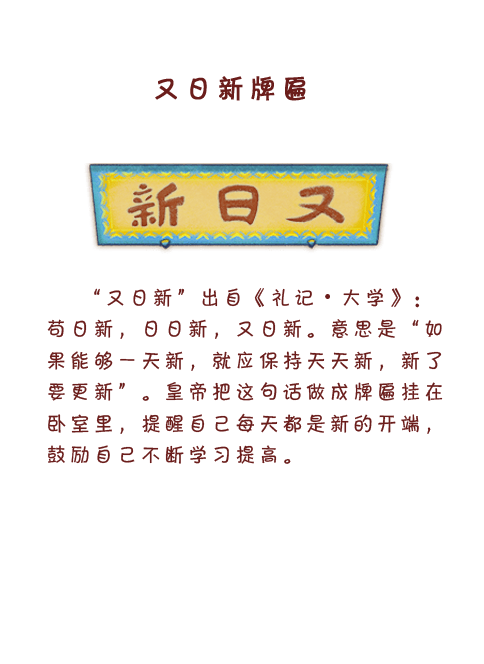 又日新牌匾
新日又
“又日新”出自《礼记·大学》：
苟日新，日日新，又日新。意思是“如
果能够一天新，就应保持天天新，新了
要更新”。皇帝把这句话做成牌匾挂在
卧室里，提醒自己每天都是新的开端，
鼓励自己不断学习提高。